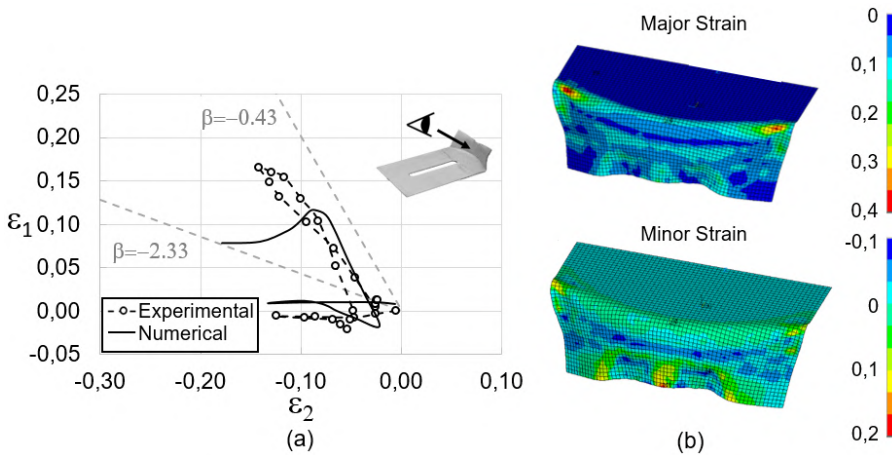 0,25
0,20
0,15
0,10
0,05
0,00
-0,05
ε1
β=−0.43
β=−2.33
Experimental
Numerical
-0,30
-0,20
-0,10
0,00
0,10
ε2
(a)
Major Strain
0
0,1
0,2
0,3
0,4
Minor Strain
-0,1
0
0,1
0,2
(b)